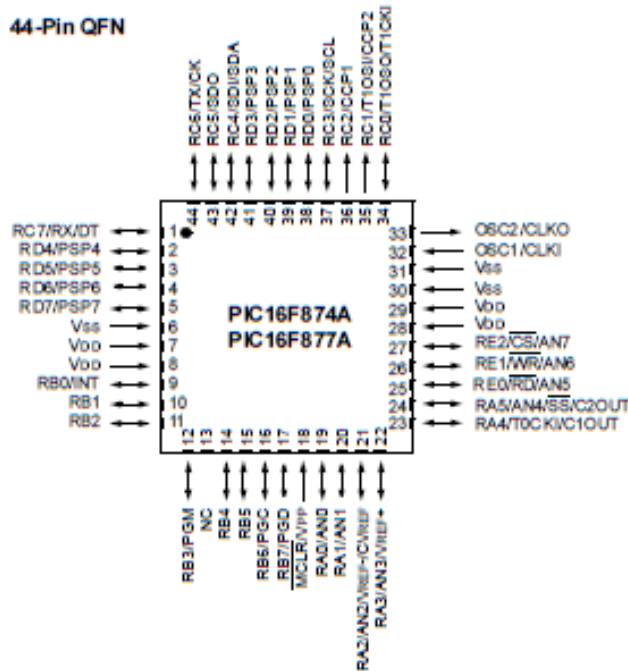 44-Pin QFN
RC6/TX/CK
RC5/SDO
RC4/SDI/SDA
RD3/PSP3
RD2/PSP2
RD1/PSP1
RD0/PSP0
RC3/SCK/SCL
RC2/CCP1
RC1/T1OSI/CCP2
RC0/T1OSO/T1CKI
44 43 42 41 40 39 38 37 36 35 34
RC7/RX/DT 1
RD4/PSP4 2
RD5/PSP5 3
RD6/PSP6 4
RD7/PSP7 5
VSS 6
VDD 7
VDD 8
RB0/INT 9
RB1 10
RB2 11
PIC16F874A
PIC16F877A
33 OSC2/CLKO
32 OSC1/CLKI
31 VSS
30 VSS
29 VDD
28 VDD
27 RE2/CS/AN7
26 RE1/WR/AN6
25 RE0/RD/AN5
24 RA5/AN4/SS/C2OUT
23 RA4/T0CKI/C1OUT
12 13 14 15 16 17 18 19 20 21 22
RB3/PGM
NC
RB4
RB5
RB6/PGC
RB7/PGD
MCLR/VPP
RA0/AN0
RA1/AN1
RA2/AN2/VREF-/CVREF
RA3/AN3/VREF+